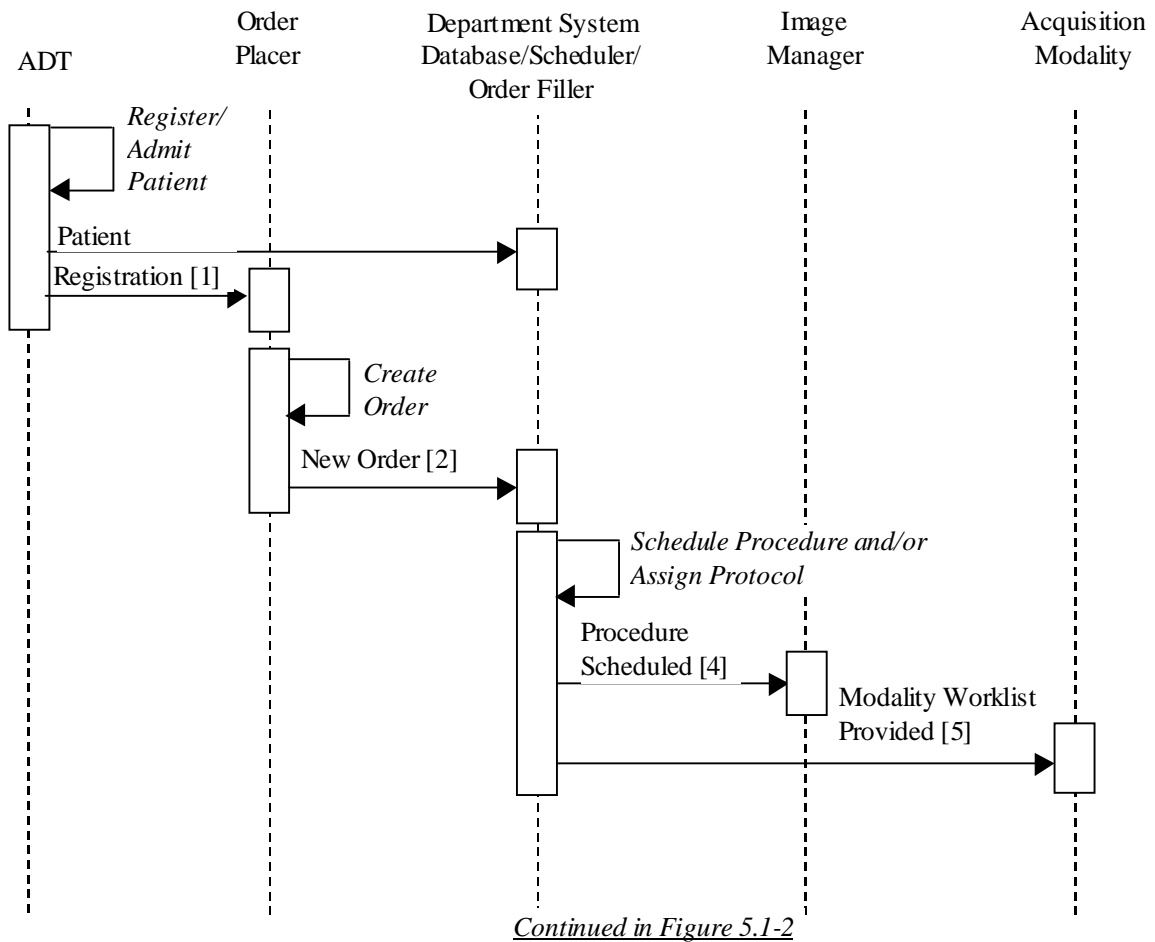 ADT
Order
Placer
Department System
Database/Scheduler/
Order Filler
Image
Manager
Acquisition
Modality
Register/
Admit
Patient
Patient
Registration [1]
Create
Order
New Order [2]
Schedule Procedure and/or
Assign Protocol
Procedure
Scheduled [4]
Modality Worklist
Provided [5]
Continued in Figure 5.1-2